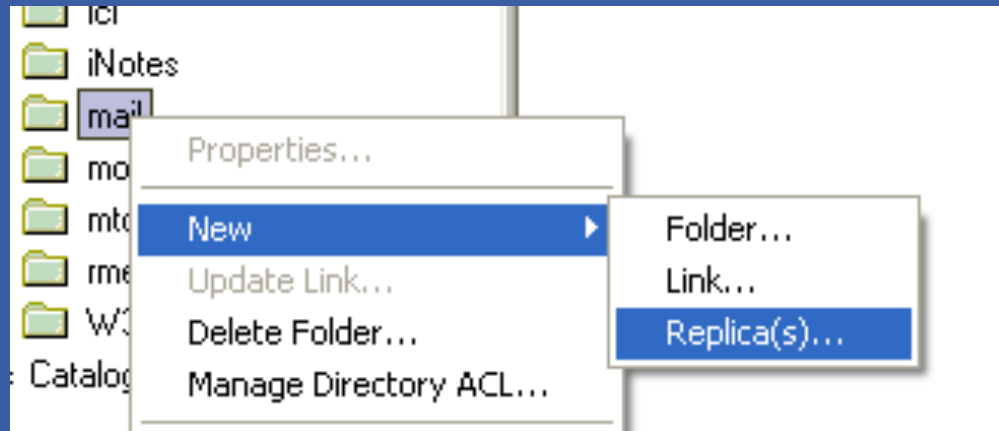 iNotes
mail
Properties...
New
Folder...
Update Link...
Link...
Delete Folder...
Replica(s)...
Manage Directory ACL...